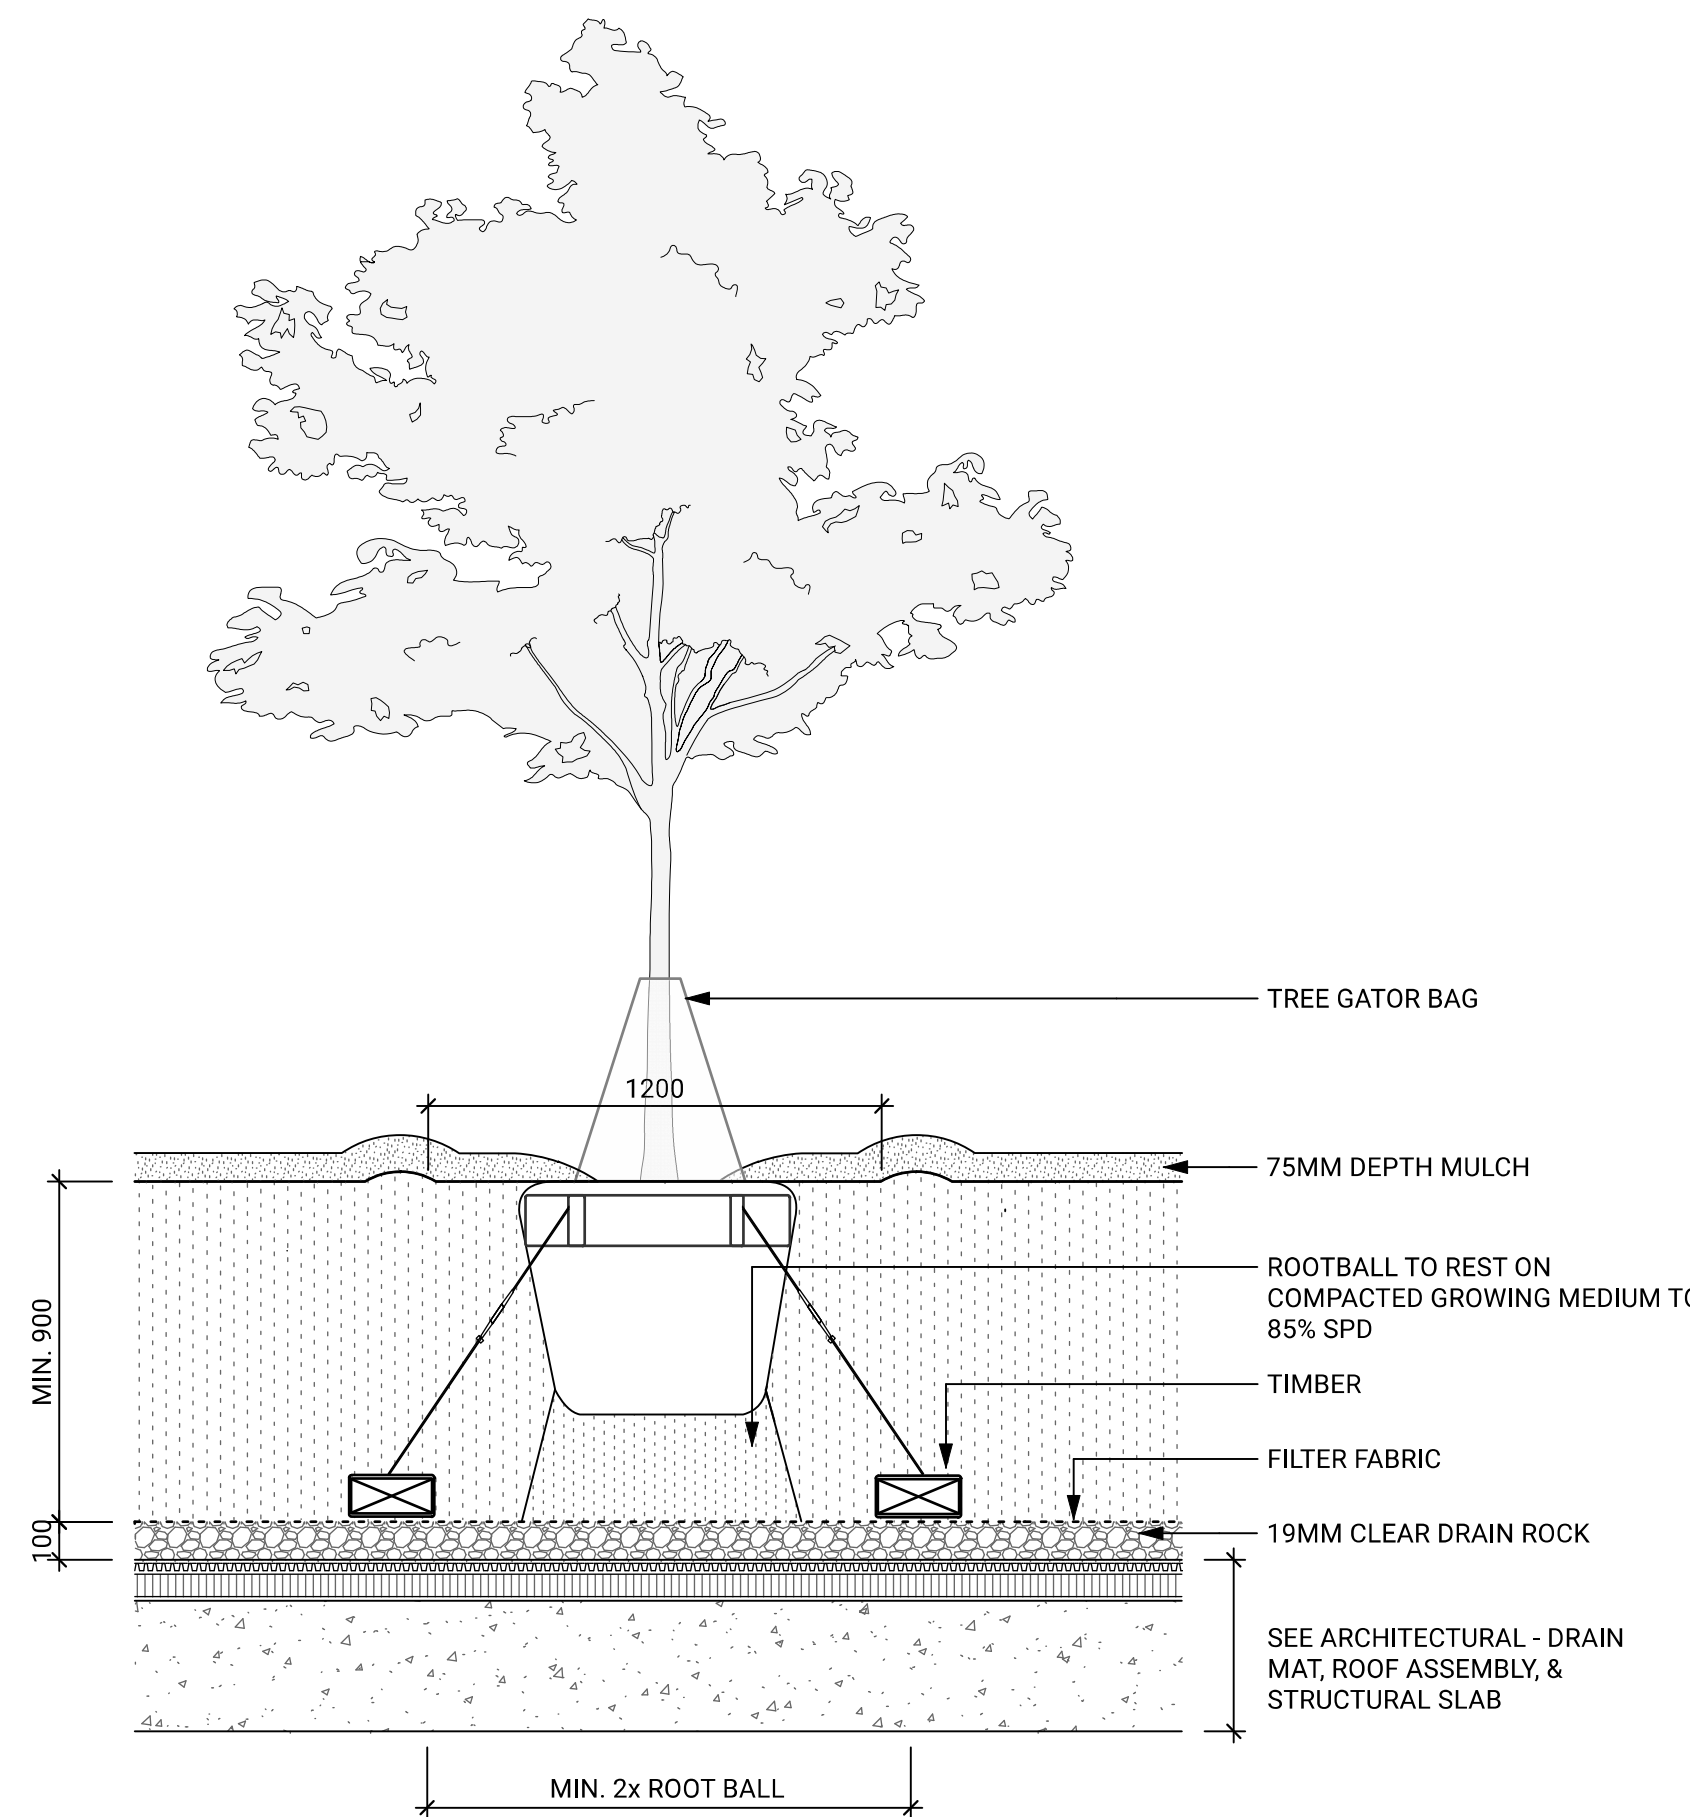 TREE GATOR BAG
1200
75MM DEPTH MULCH
MIN. 900
ROOTBALL TO REST ON
COMPACTED GROWING MEDIUM TO
85% SPD
TIMBER
FILTER FABRIC
100
19MM CLEAR DRAIN ROCK
SEE ARCHITECTURAL - DRAIN
MAT, ROOF ASSEMBLY, &
STRUCTURAL SLAB
MIN. 2x ROOT BALL